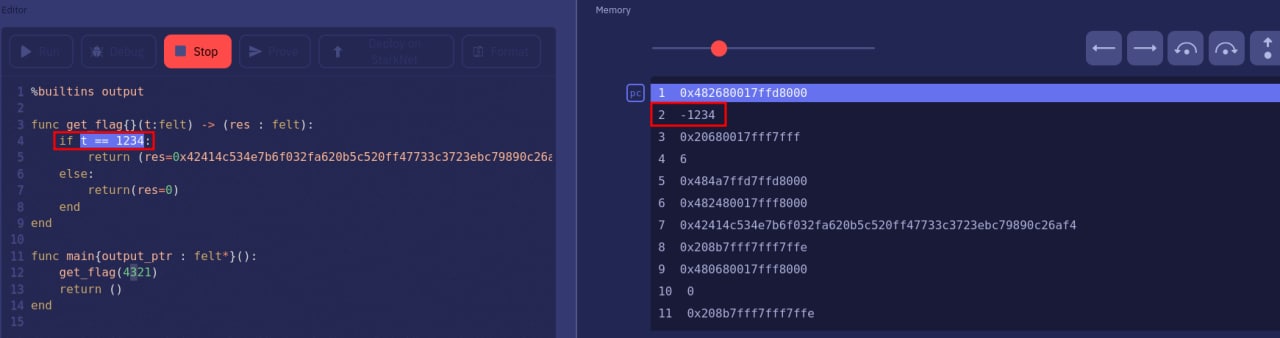 Editor
Run Debug Stop Prove Deploy on StarkNet Format
1 %builtins output
2
3 func get_flag{}(t:felt) -> (res : felt):
4     if t == 1234:
5         return (res=0x42414c534e7b6f032fa620b5c520ff47733c3723ebc79890c26a
6     else:
7         return(res=0)
8     end
9 end
10
11 func main{output_ptr : felt*}():
12     get_flag(4321)
13     return ()
14 end
15
Memory
pc
1 0x482680017ffd8000
2 -1234
3 0x20680017fff7fff
4 6
5 0x484a7ffd7ffd8000
6 0x482480017fff8000
7 0x42414c534e7b6f032fa620b5c520ff47733c3723ebc79890c26af4
8 0x208b7fff7fff7ffe
9 0x480680017fff8000
10 0
11 0x208b7fff7fff7ffe